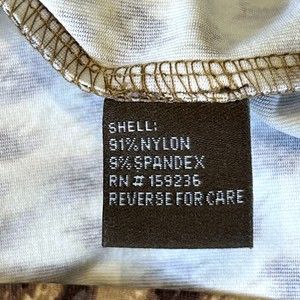 SHELL:
91% NYLON
9% SPANDEX
RN # 159236
REVERSE FOR CARE